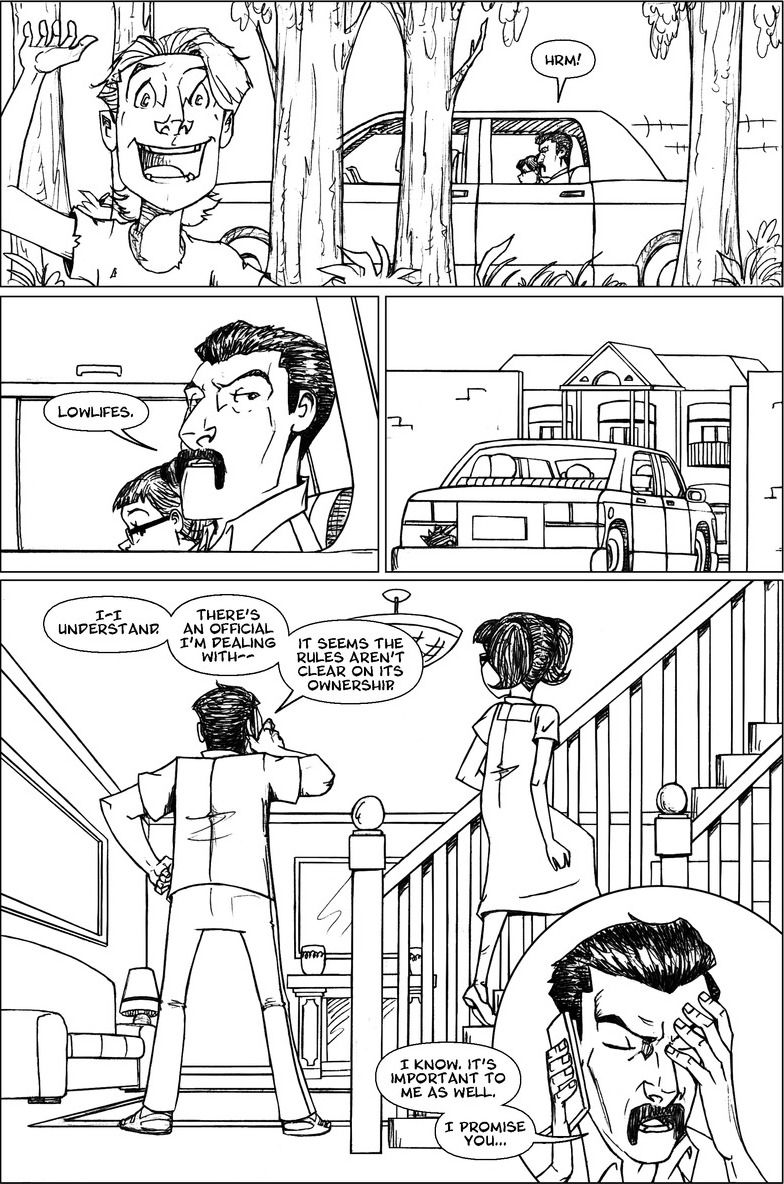 HRM!
LOWLIFES.
I-I
UNDERSTAND.
THERE'S
AN OFFICIAL
I'M DEALING
WITH--
IT SEEMS THE
RULES AREN'T
CLEAR ON ITS
OWNERSHIP.
I KNOW. IT'S
IMPORTANT TO
ME AS WELL.
I PROMISE
YOU...